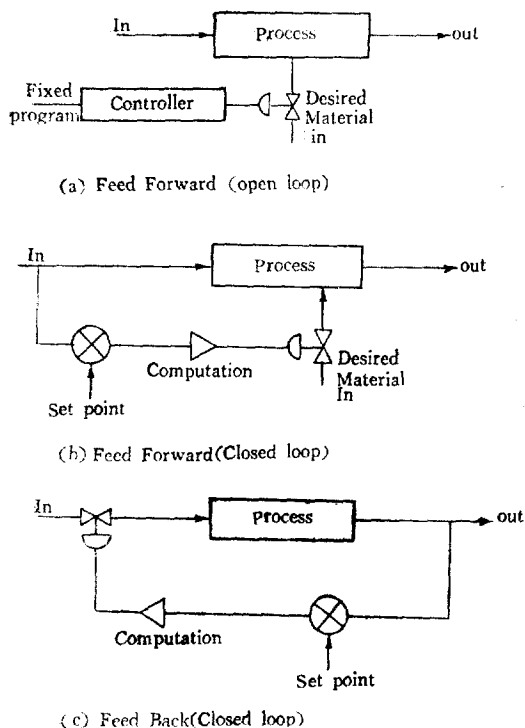 In
Process
out
Fixed
program
Controller
Desired
Material
in
(a) Feed Forward (open loop)
In
Process
out
Computation
Desired
Material
In
Set point
(b) Feed Forward(Closed loop)
In
Process
out
Computation
Set point
(c) Feed Back(Closed loop)